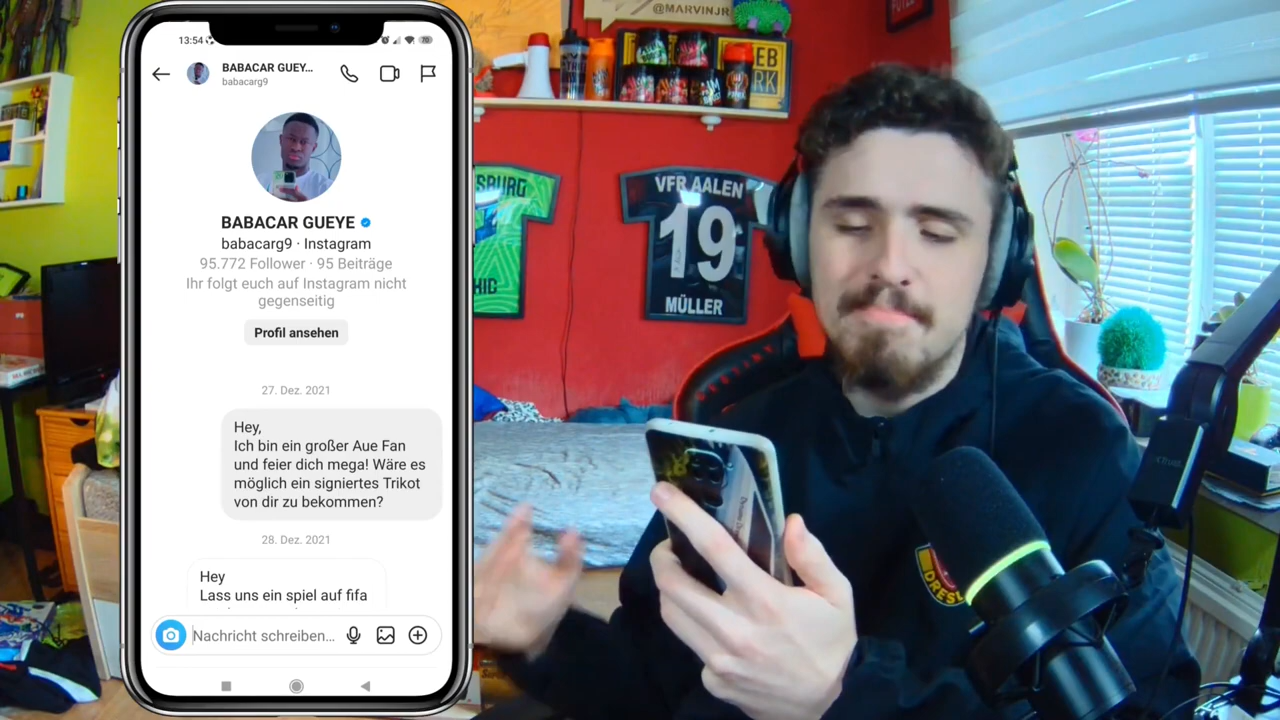 13:54
70
BABACAR GUEY...
babacarg9
BABACAR GUEYE
babacarg9 · Instagram
95.772 Follower · 95 Beiträge
Ihr folgt euch auf Instagram nicht
gegenseitig
Profil ansehen
27. Dez. 2021
Hey,
Ich bin ein großer Aue Fan
und feier dich mega! Wäre es
möglich ein signiertes Trikot
von dir zu bekommen?
28. Dez. 2021
Hey
Lass uns ein spiel auf fifa
Nachricht schreiben...
@MARVINJR
SBURG
VFR AALEN
19
MÜLLER